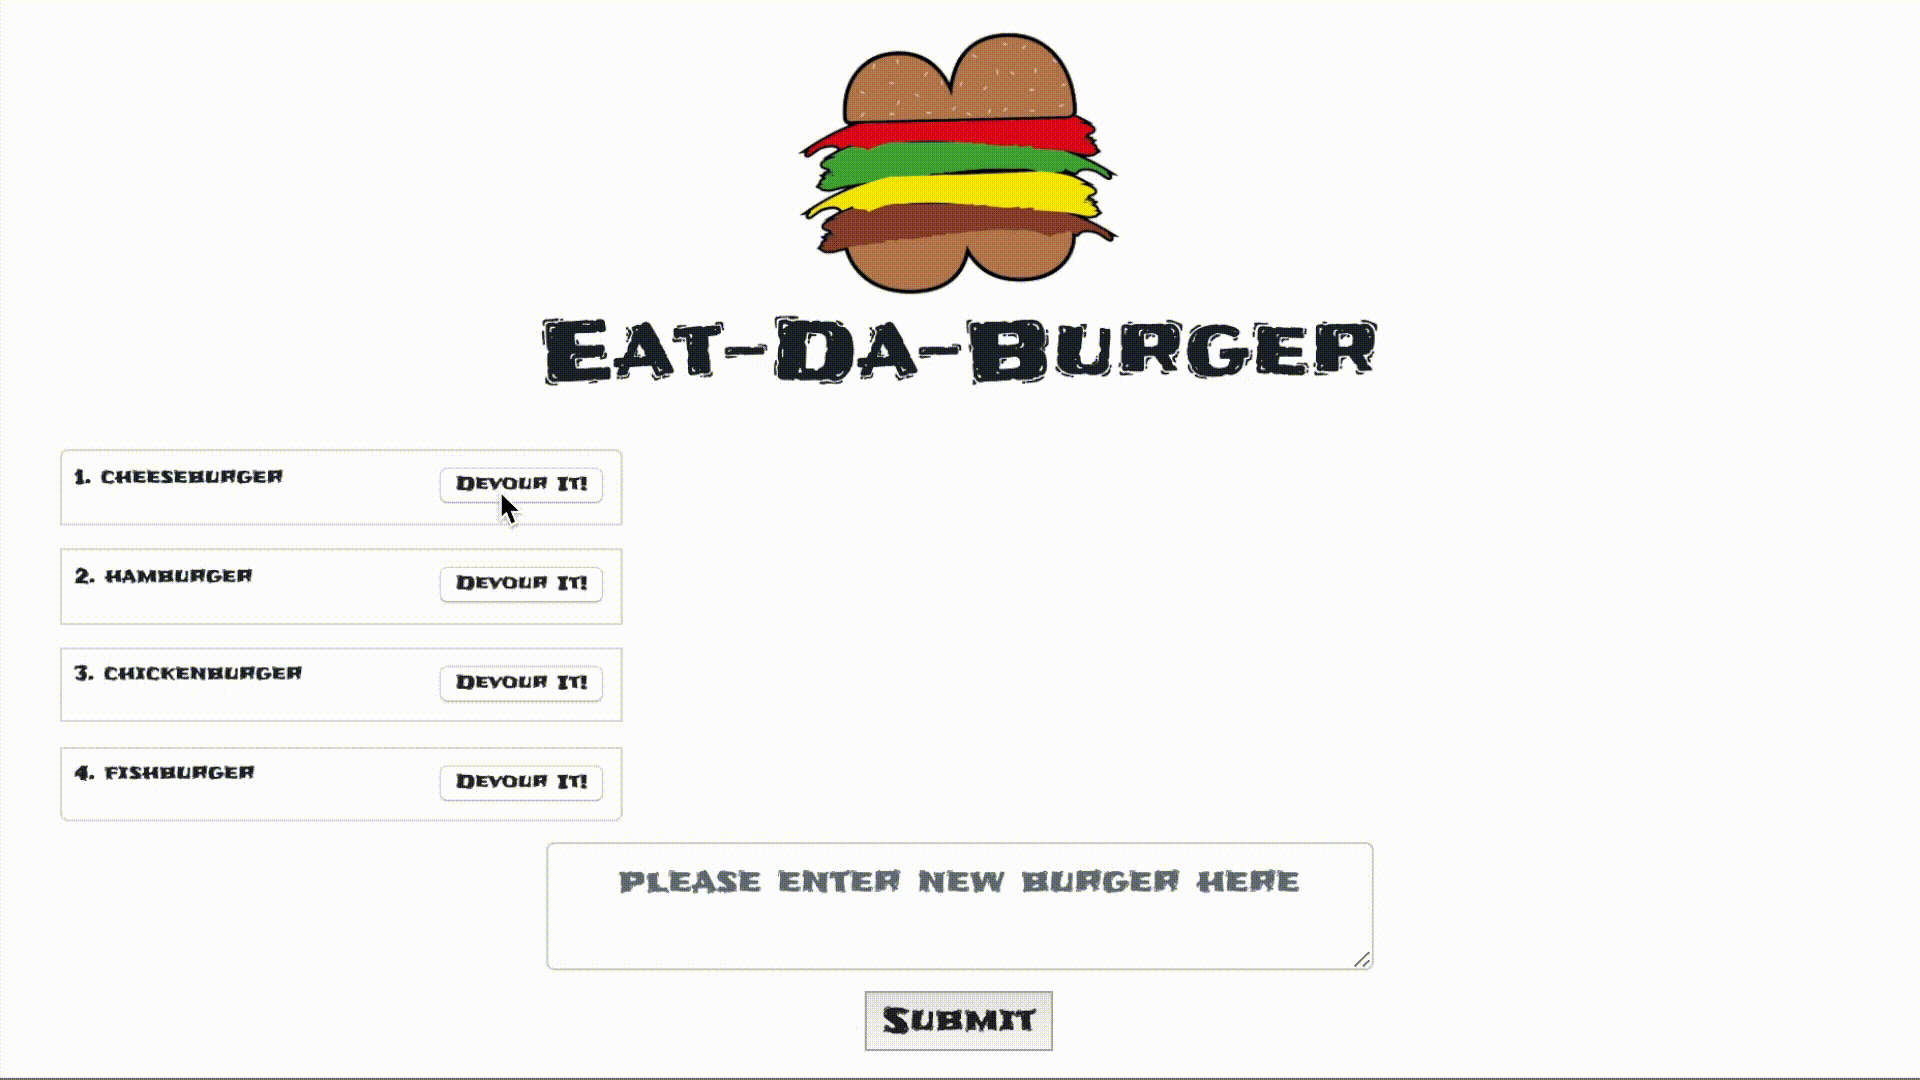 Eat-Da-Burger
1. cheeseburger Devour It!
2. hamburger Devour It!
3. chickenburger Devour It!
4. fishburger Devour It!
please enter new burger here
Submit